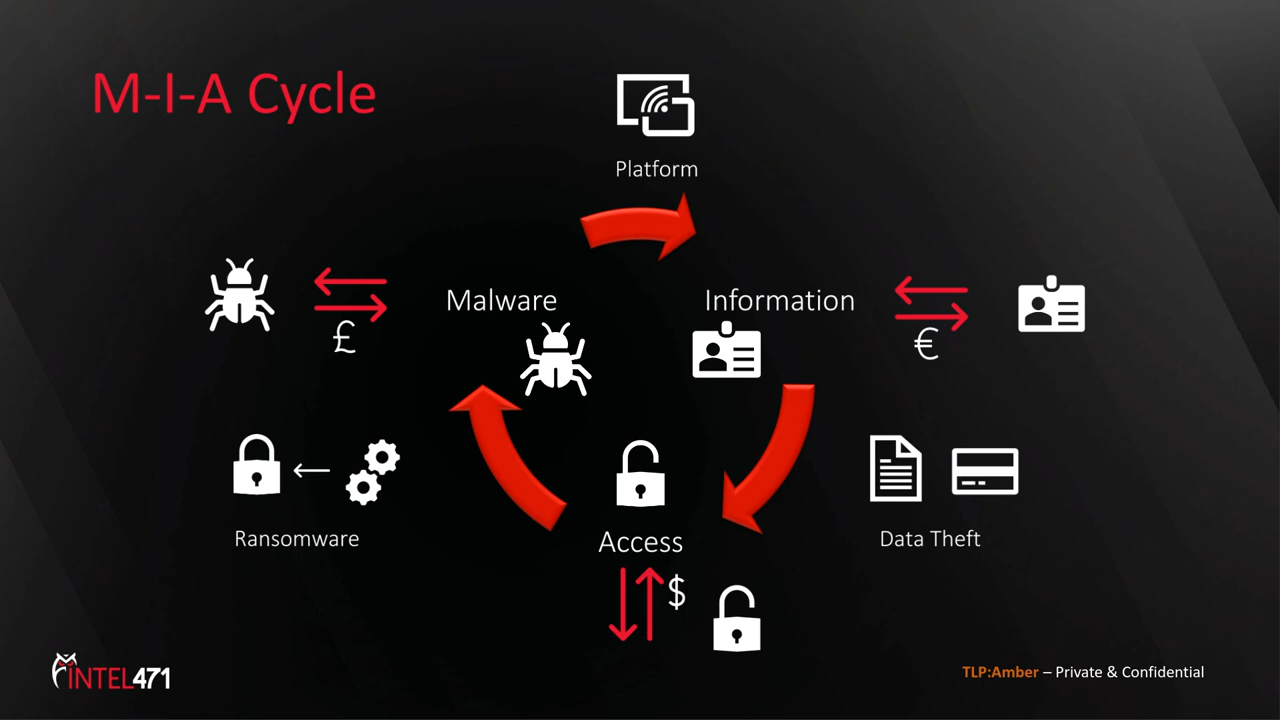 M-I-A Cycle
Platform
Malware
Information
£
€
Ransomware
Access
Data Theft
$
INTEL471
TLP:Amber – Private & Confidential